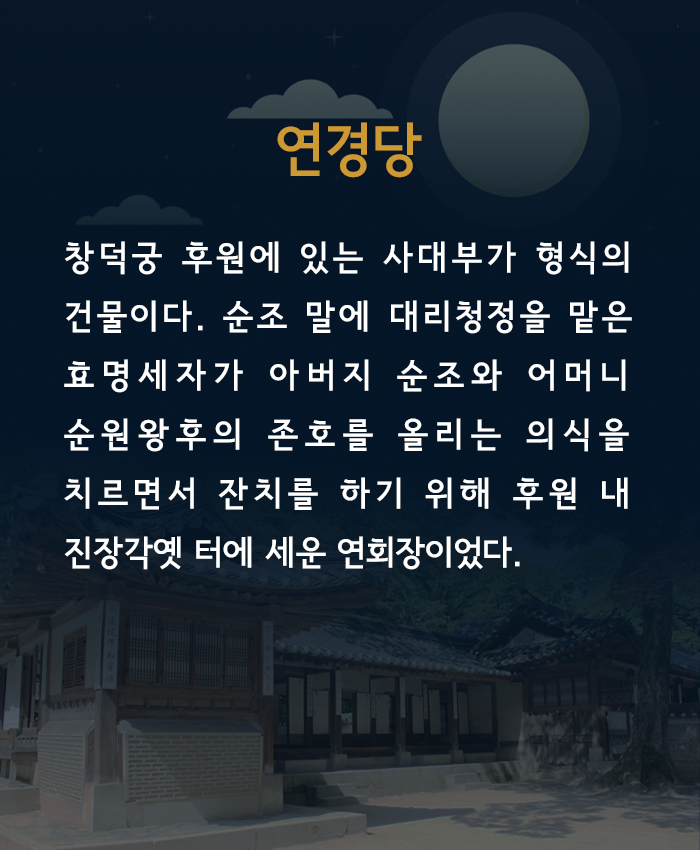 연경당
창덕궁 후원에 있는 사대부가 형식의
건물이다. 순조 말에 대리청정을 맡은
효명세자가 아버지 순조와 어머니
순원왕후의 존호를 올리는 의식을
치르면서 잔치를 하기 위해 후원 내
진장각옛 터에 세운 연회장이었다.